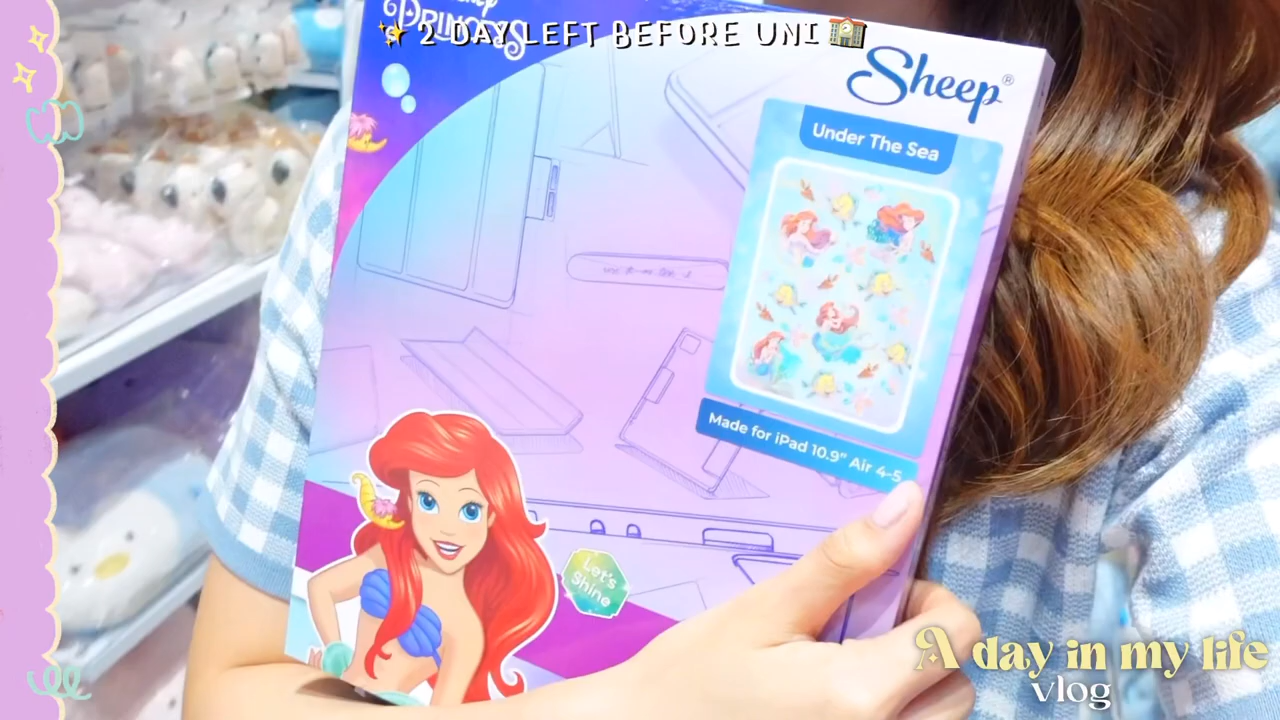 PRINCESS
✨ 2 DAY LEFT BEFORE UNI 🏫
Sheep®
Under The Sea
Made for iPad 10.9" Air 4-5
Let's
Shine
A day in my life
vlog